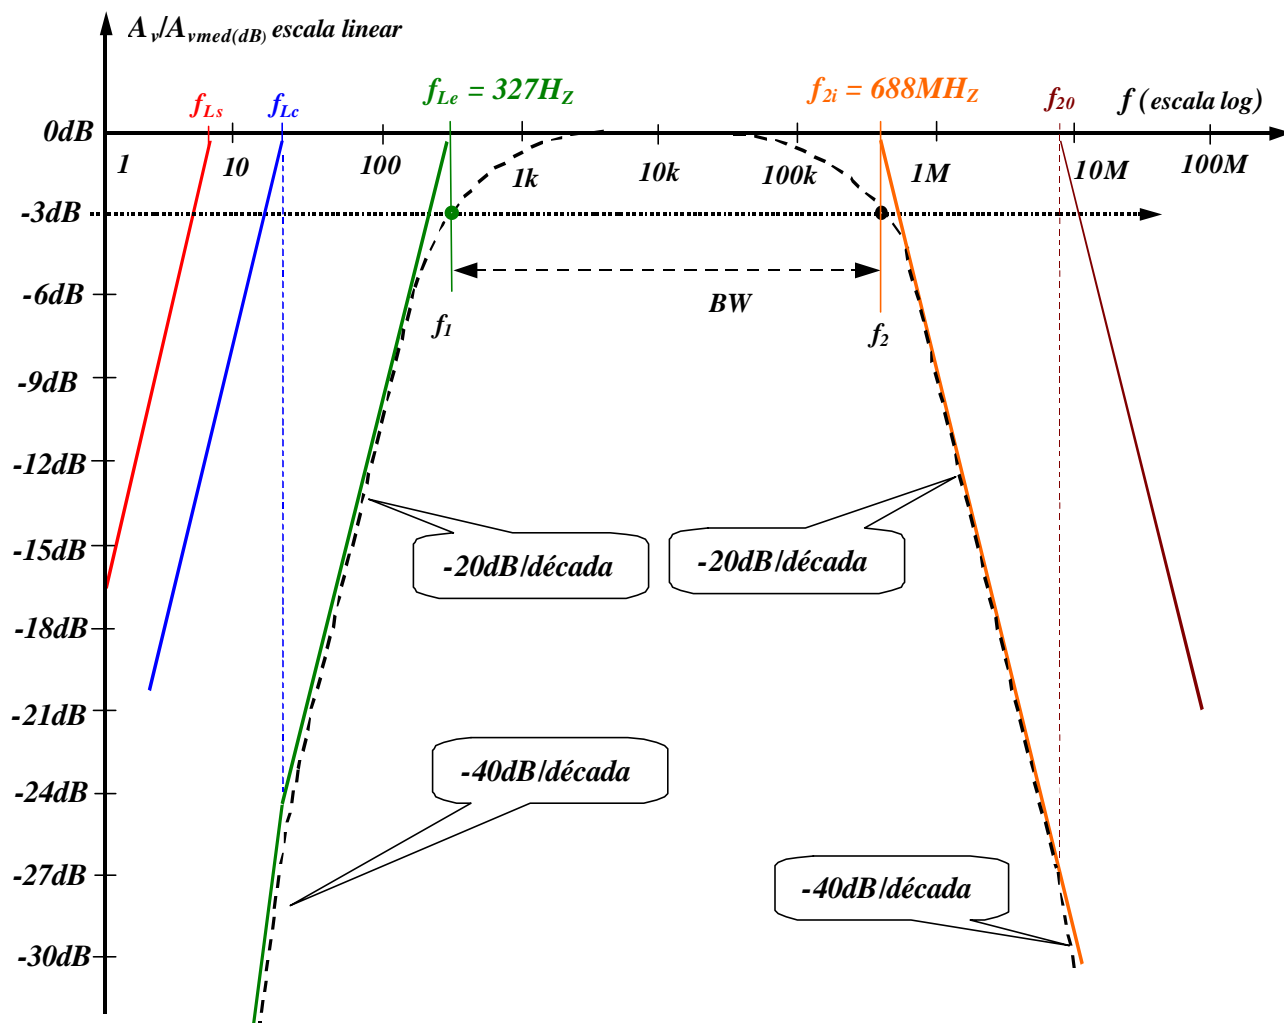 Av/Avmed(dB) escala linear
fLs
fLc
fLe = 327HZ
f2i = 688MHZ
f20
f (escala log)
0dB
1
10
100
1k
10k
100k
1M
10M
100M
-3dB
-6dB
BW
f1
f2
-9dB
-12dB
-15dB
-20dB/década
-20dB/década
-18dB
-21dB
-40dB/década
-24dB
-27dB
-40dB/década
-30dB